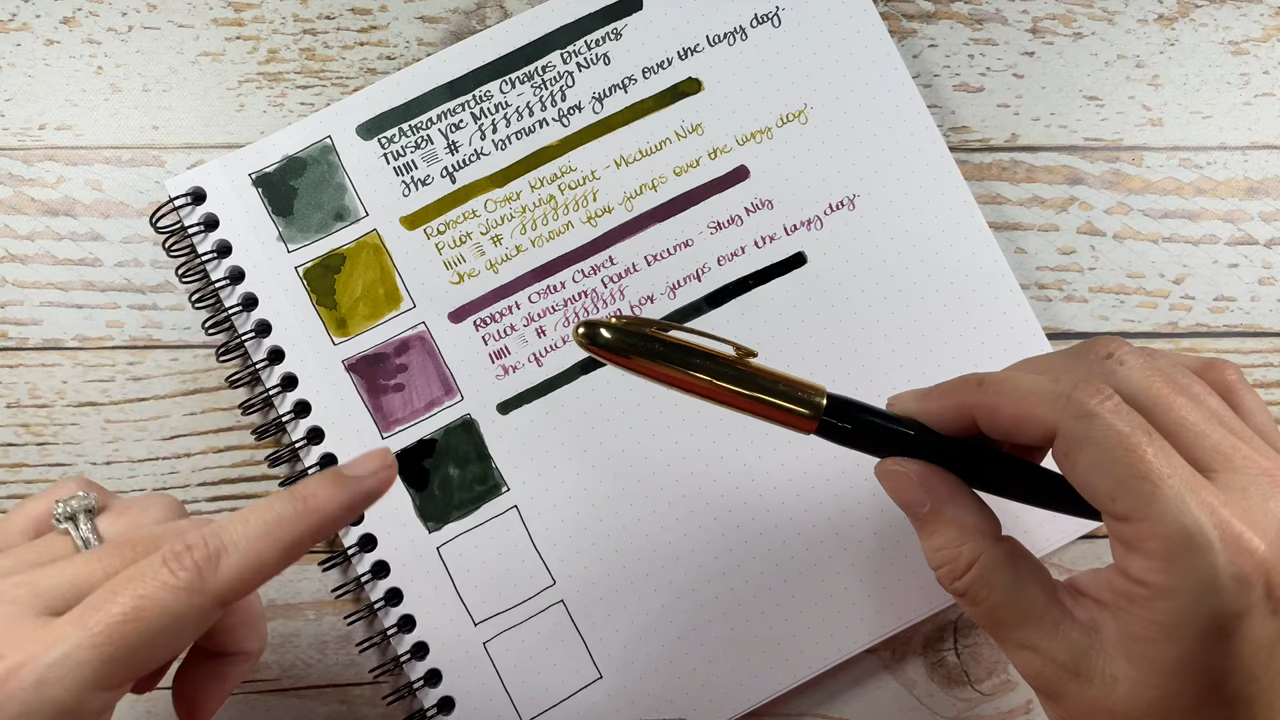 DeAtramentis Charles Dickens
TWSBI Vac Mini - Stub Nib
||||| # 
The quick brown fox jumps over the lazy dog.
Robert Oster Khaki
Pilot Vanishing Point - Medium Nib
||||| # 
The quick brown fox jumps over the lazy dog.
Robert Oster Claret
Pilot Vanishing Point Decimo - Stub Nib
||||| # 
The quick fox jumps over the lazy dog.